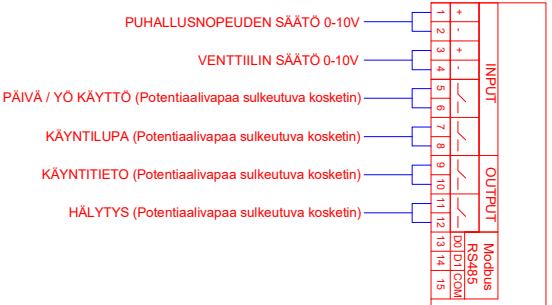 PUHALLUSNOPEUDEN SÄÄTÖ 0-10V
VENTTIILIN SÄÄTÖ 0-10V
PÄIVÄ / YÖ KÄYTTÖ (Potentiaalivapaa sulkeutuva kosketin)
KÄYNTILUPA (Potentiaalivapaa sulkeutuva kosketin)
KÄYNTITIETO (Potentiaalivapaa sulkeutuva kosketin)
HÄLYTYS (Potentiaalivapaa sulkeutuva kosketin)
1 +
2 -
3 +
4 -
5
6
7
8
9
10
11
12
13 D0
14 D1
15 COM
INPUT
OUTPUT
Modbus
RS485